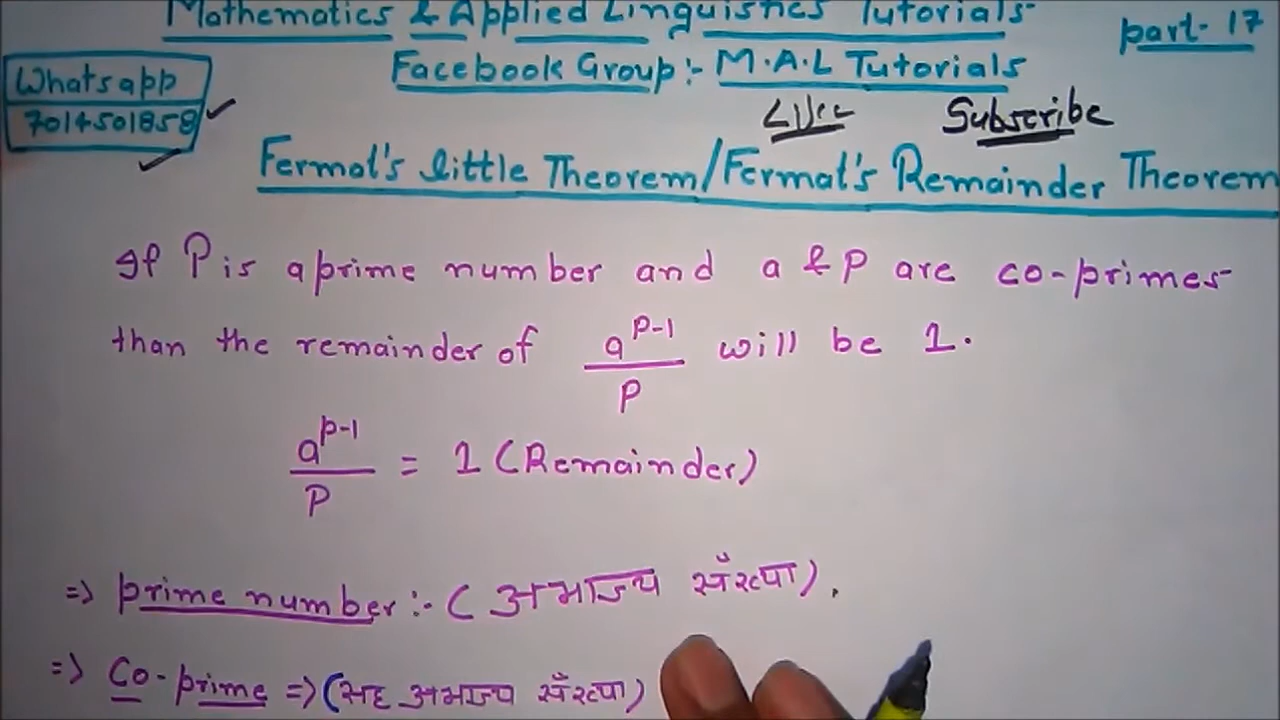 Mathematics & Applied Linguistics Tutorials
part- 17
Facebook Group:- M.A.L Tutorials
Whatsapp
7014501858
Like Subscribe
Fermat's little Theorem/Fermat's Remainder Theorem
If P is a prime number and a & p are co-primes
than the remainder of a^(p-1)/p will be 1.
a^(p-1)/p = 1 (Remainder)
=> prime number:- (अभाज्य सँख्या).
=> Co-prime => (सह अभाज्य सँख्या)